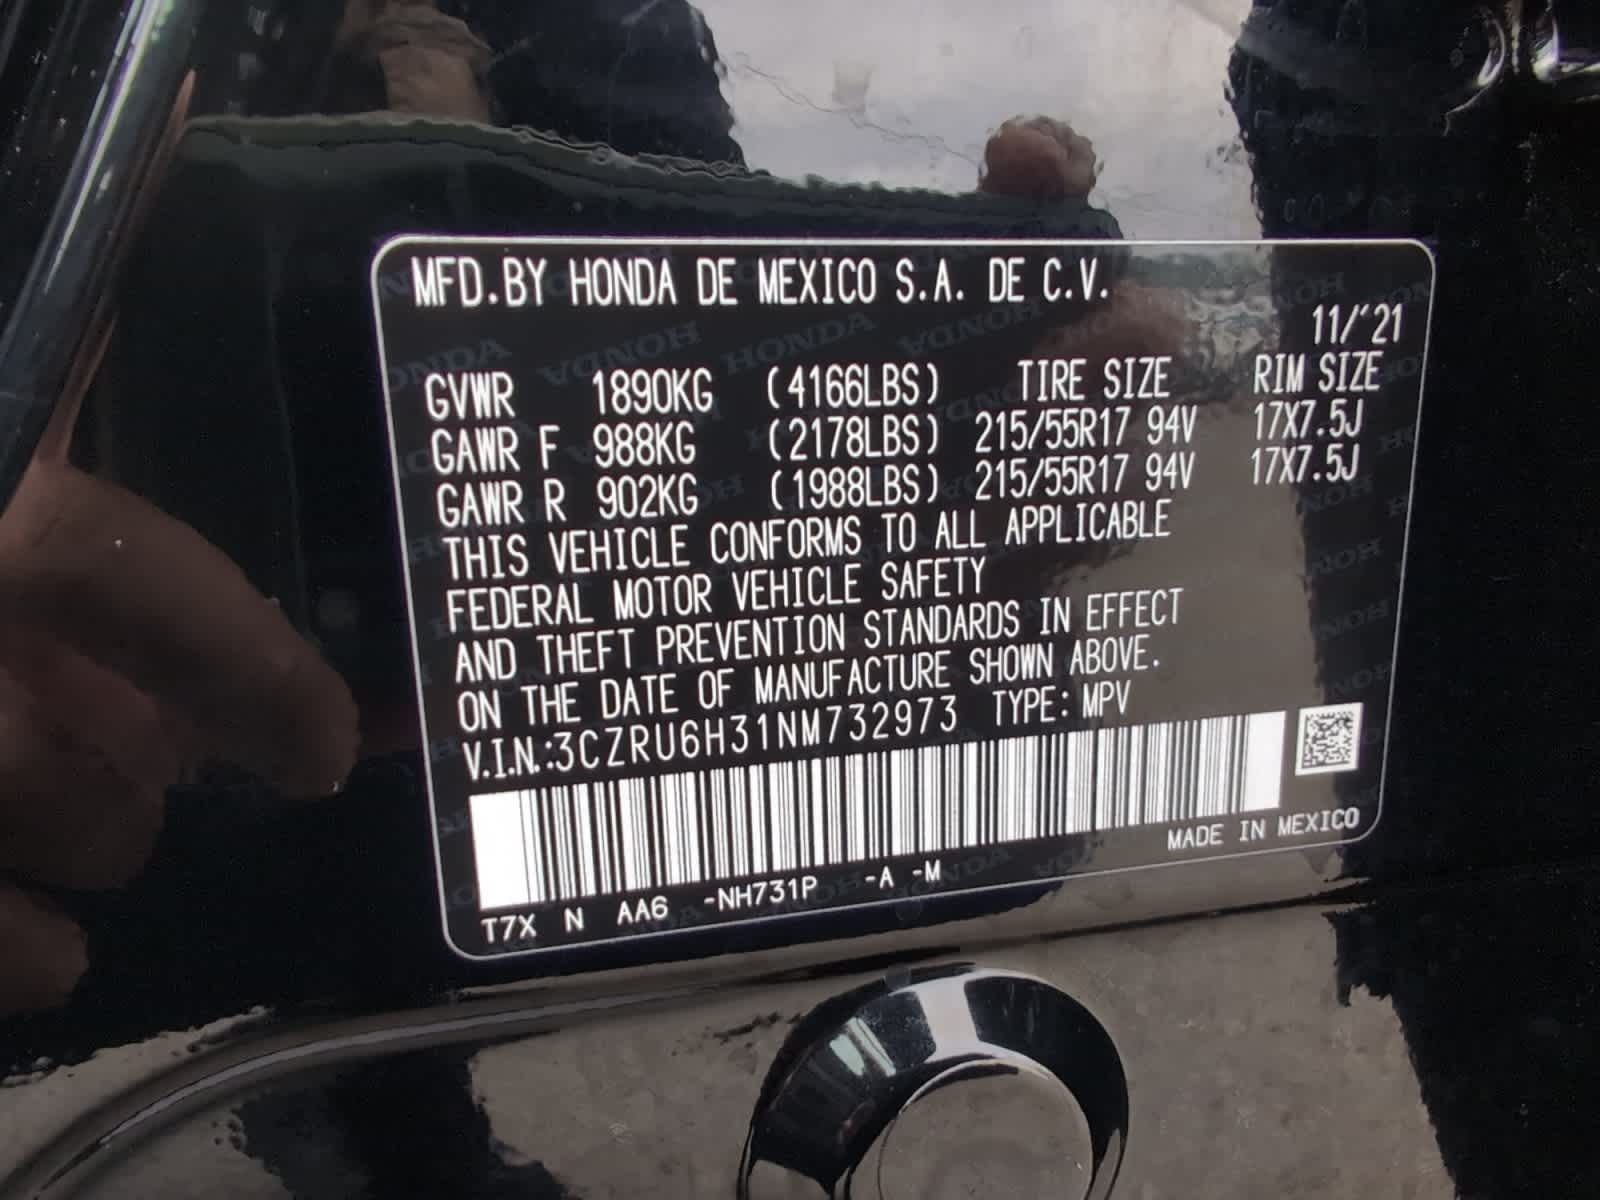 MFD.BY HONDA DE MEXICO S.A. DE C.V.
11/'21
GVWR 1890KG (4166LBS) TIRE SIZE RIM SIZE
GAWR F 988KG (2178LBS) 215/55R17 94V 17X7.5J
GAWR R 902KG (1988LBS) 215/55R17 94V 17X7.5J
THIS VEHICLE CONFORMS TO ALL APPLICABLE
FEDERAL MOTOR VEHICLE SAFETY
AND THEFT PREVENTION STANDARDS IN EFFECT
ON THE DATE OF MANUFACTURE SHOWN ABOVE.
V.I.N.:3CZRU6H31NM732973 TYPE: MPV
MADE IN MEXICO
T7X N AA6 -NH731P -A -M